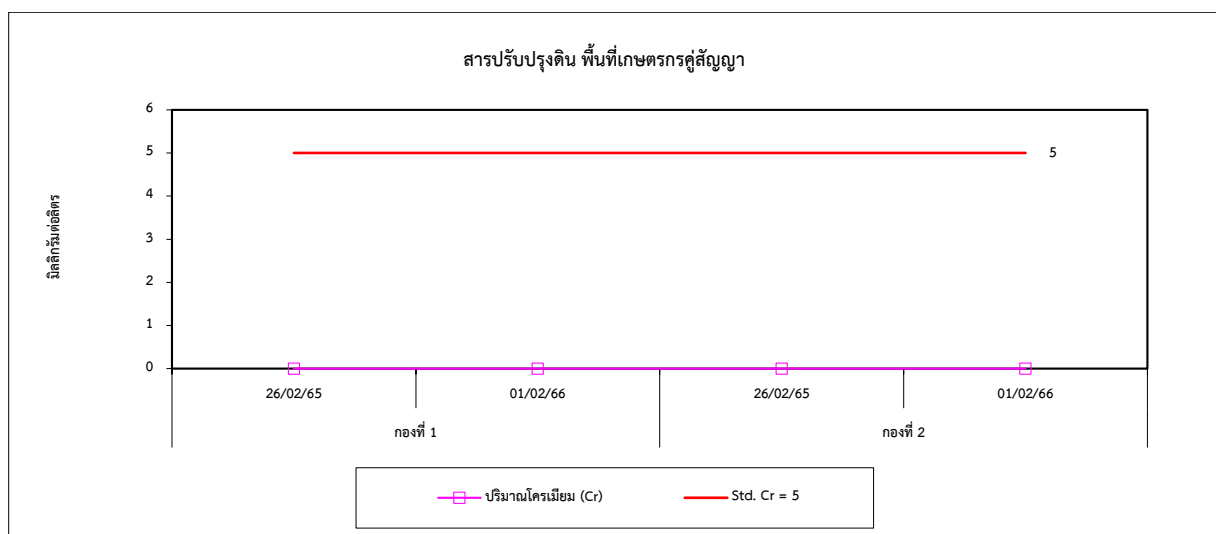 สารปรับปรุงดิน พื้นที่เกษตรกรคู่สัญญา
มิลลิกรัมต่อลิตร
6
5
4
3
2
1
0
5
26/02/65 01/02/66 26/02/65 01/02/66
กองที่ 1 กองที่ 2
ปริมาณโครเมียม (Cr) Std. Cr = 5